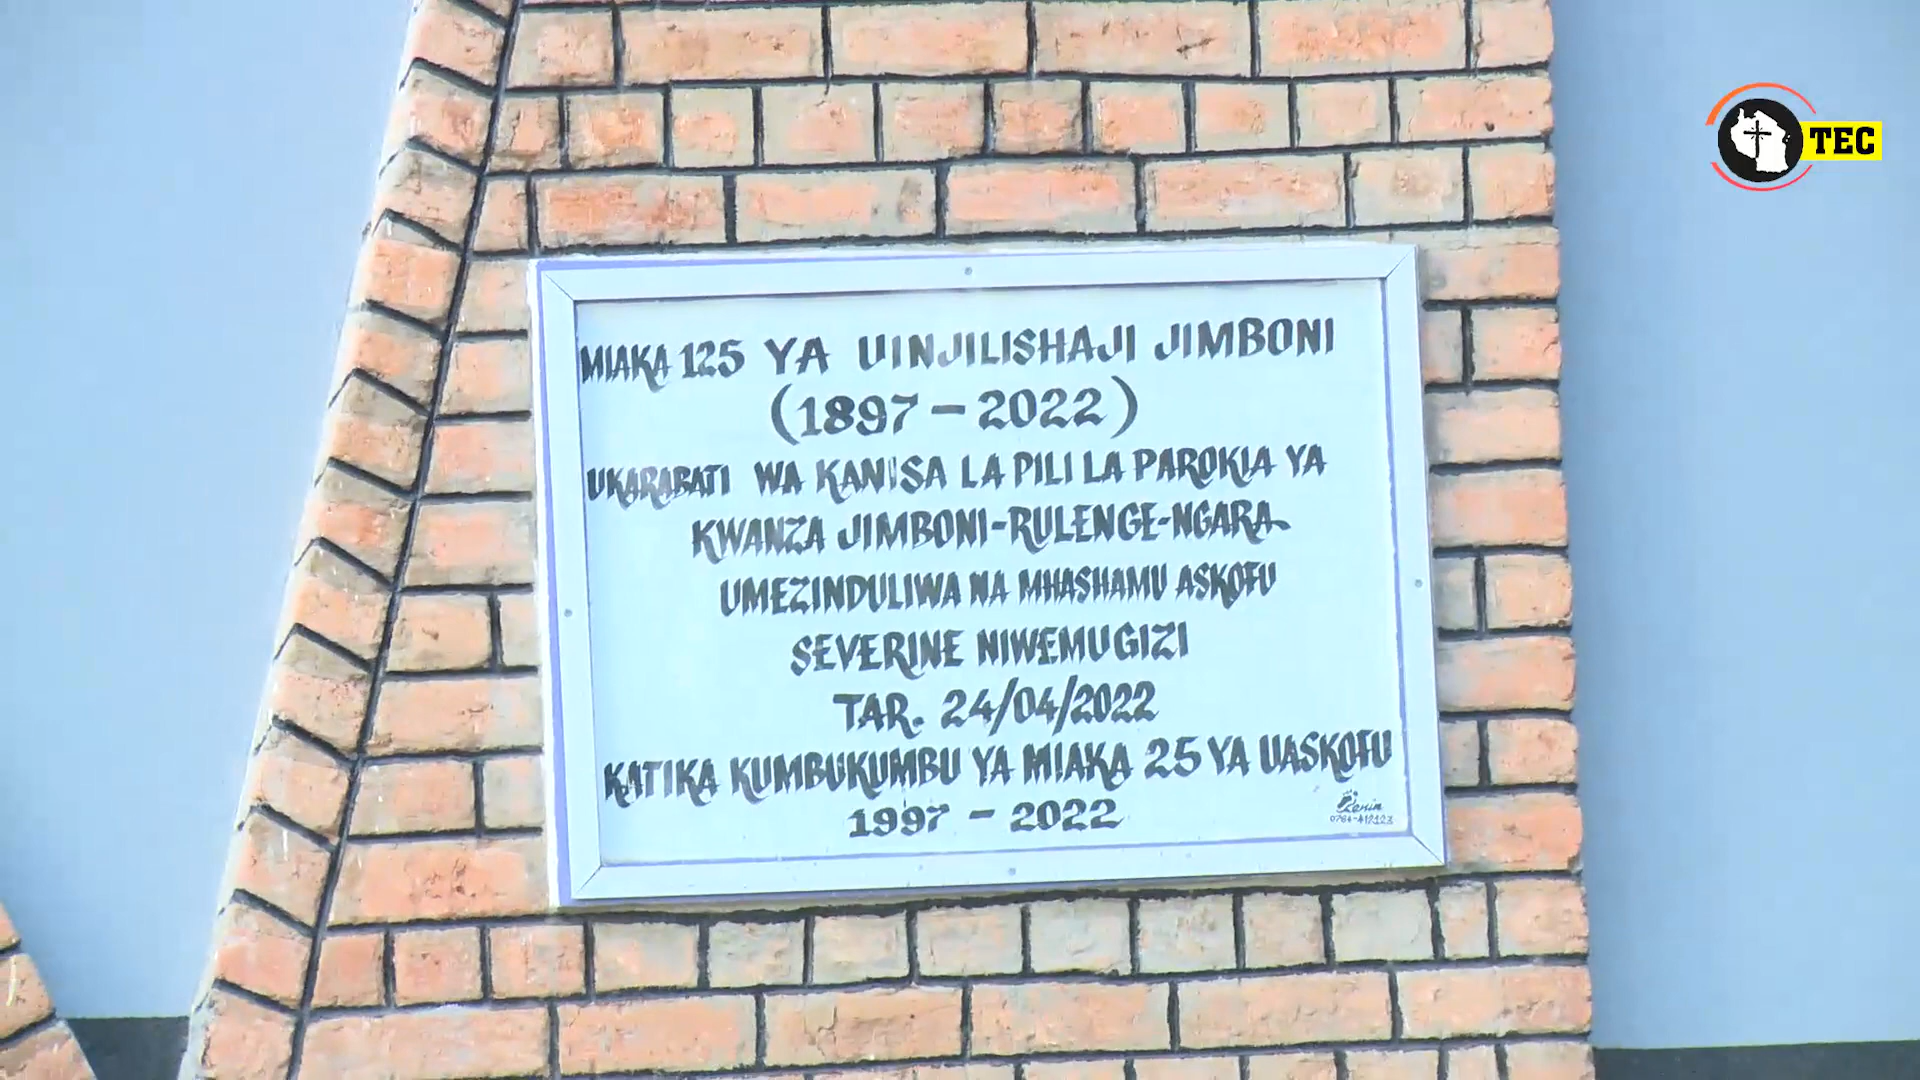 TEC
MIAKA 125 YA UINJILISHAJI JIMBONI
(1897 - 2022)
UKARABATI WA KANISA LA PILI LA PAROKIA YA
KWANZA JIMBONI-RULENGE-NGARA
UMEZINDULIWA NA MHASHAMU ASKOFU
SEVERINE NIWEMUGIZI
TAR. 24/04/2022
KATIKA KUMBUKUMBU YA MIAKA 25 YA UASKOFU
1997 - 2022